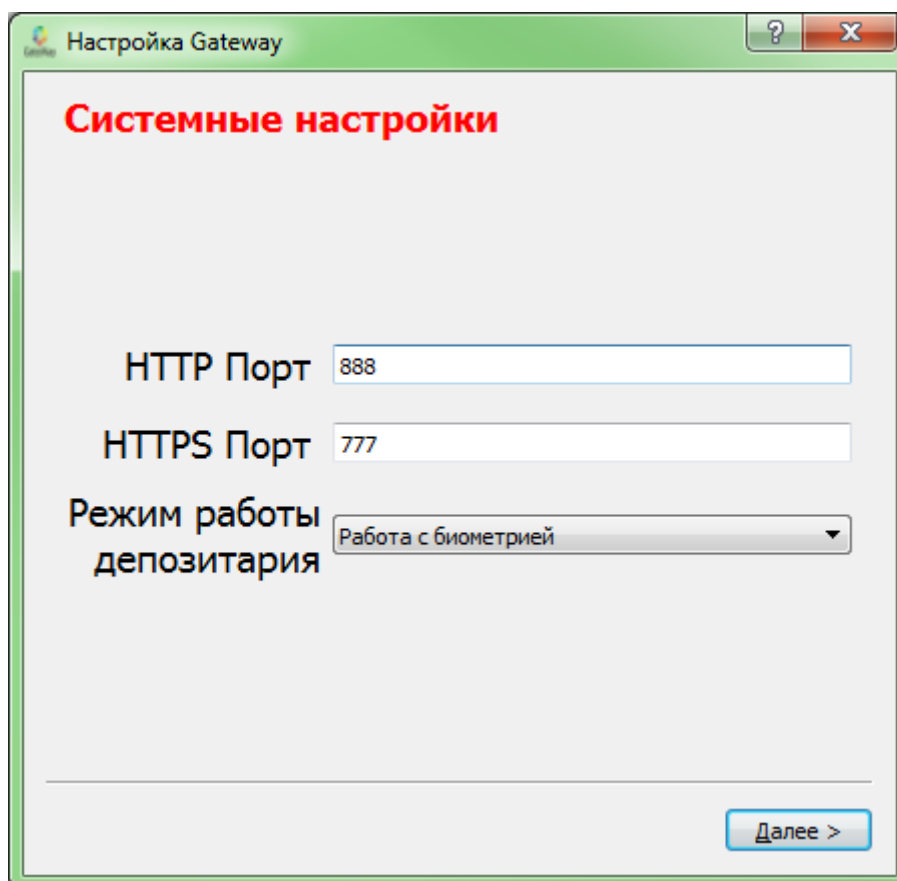 Настройка Gateway
Системные настройки
HTTP Порт 888
HTTPS Порт 777
Режим работы
депозитария Работа с биометрией
Далее >